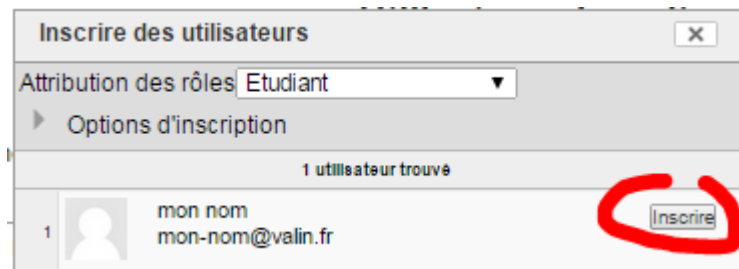 Inscrire des utilisateurs
Attribution des rôles Etudiant
Options d'inscription
1 utilisateur trouvé
1
mon nom
Inscrire
mon-nom@valin.fr